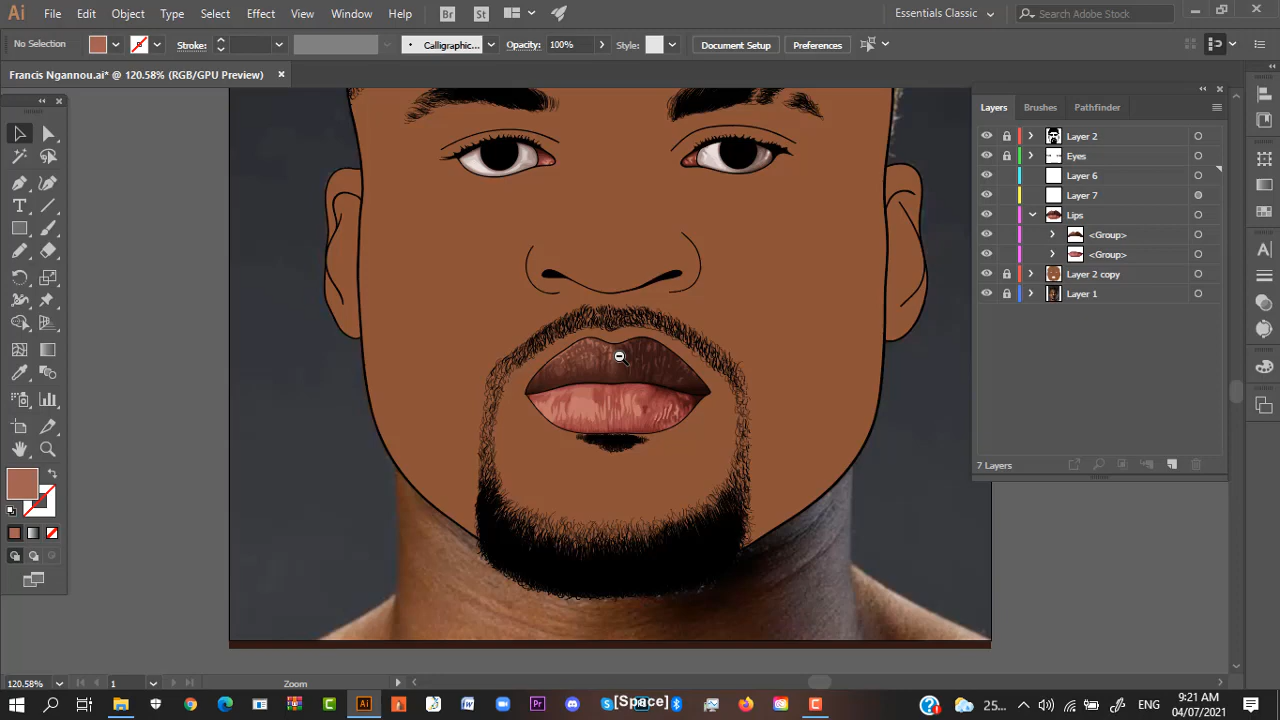 Ai File Edit Object Type Select Effect View Window Help Br St Essentials Classic Search Adobe Stock
No Selection Stroke: Calligraphic... Opacity: 100% Style: Document Setup Preferences
Francis Ngannou.ai* @ 120.58% (RGB/GPU Preview)
Layers Brushes Pathfinder
Layer 2
Eyes
Layer 6
Layer 7
Lips
<Group>
<Group>
Layer 2 copy
Layer 1
7 Layers
120.58% 1 Zoom
[Space]
Ai Pr 25... ENG 9:21 AM
04/07/2021